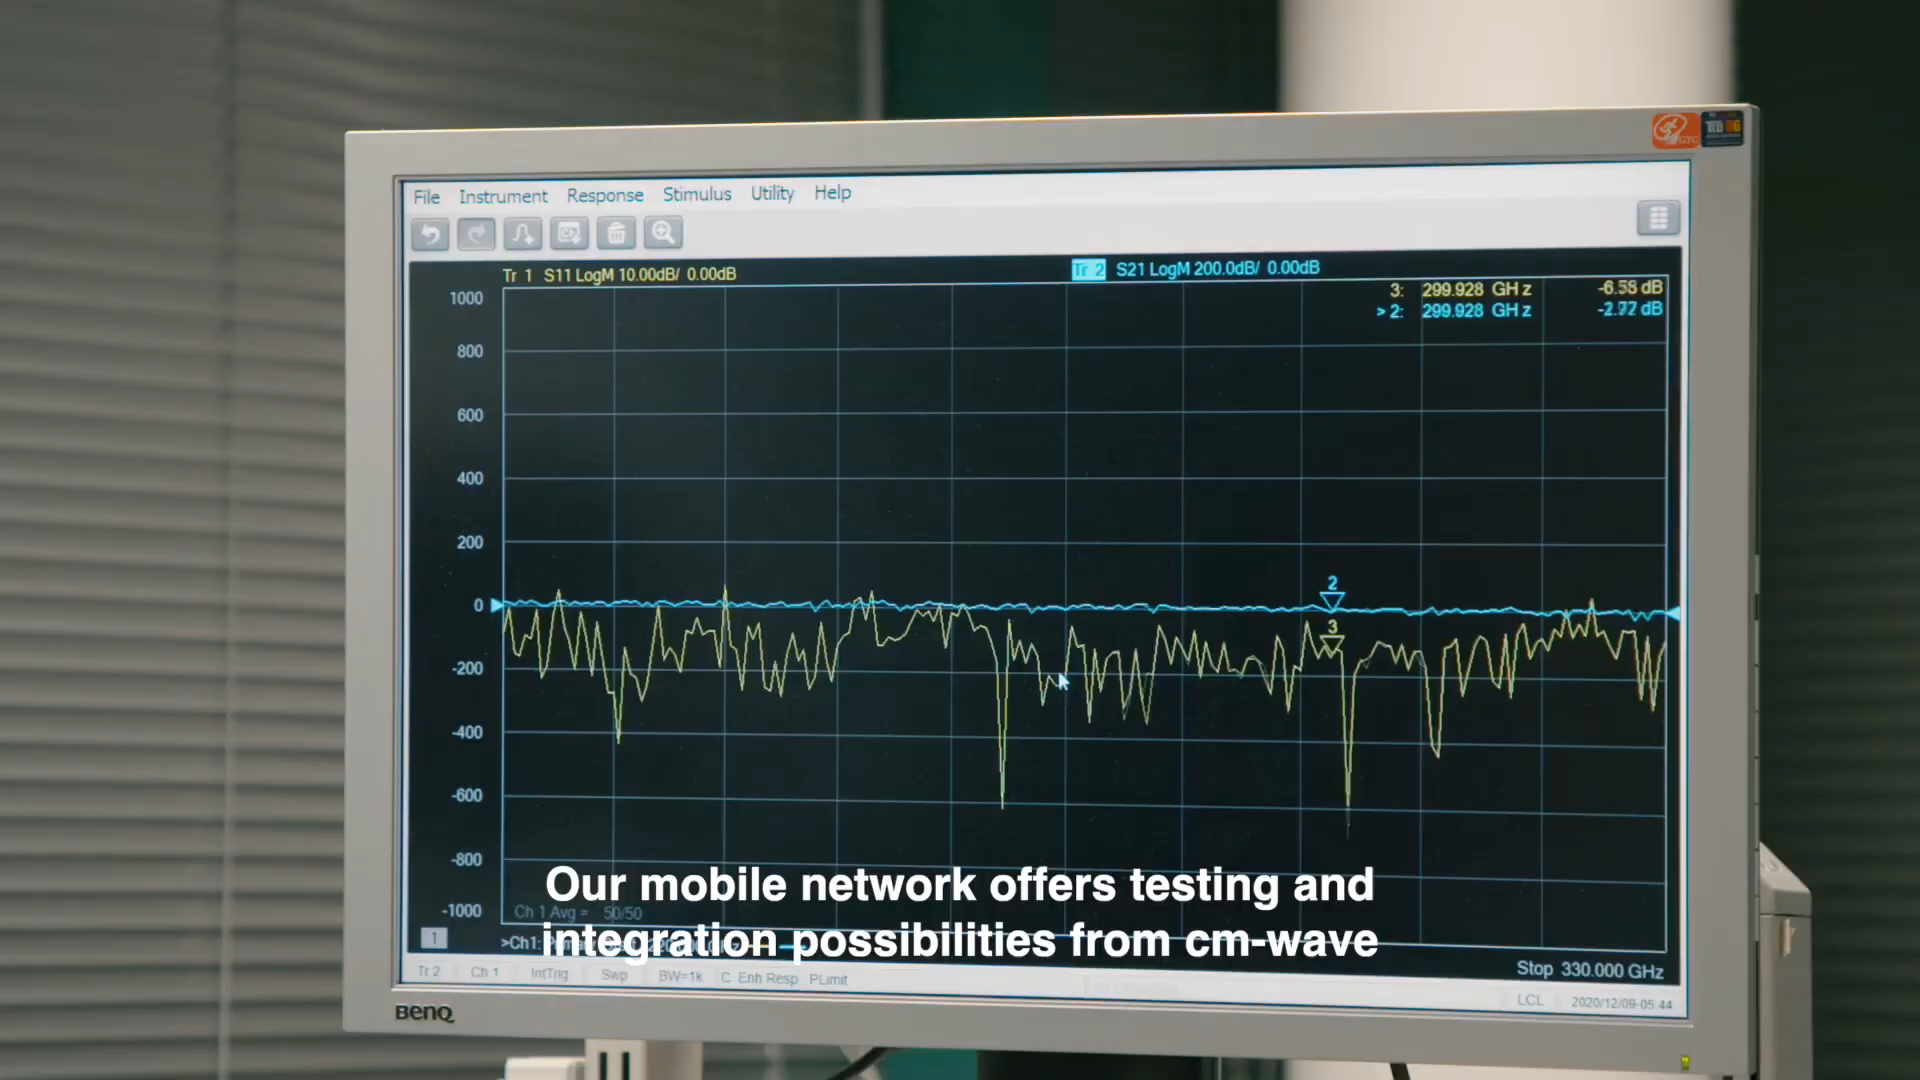 GTG
File Instrument Response Stimulus Utility Help
Tr 1 S11 LogM 10.00dB/ 0.00dB
Tr 2 S21 LogM 200.0dB/ 0.00dB
3: 299.928 GHz -6.58 dB
> 2: 299.928 GHz
1000
800
600
400
200
0
-200
-400
-600
-800
-1000
2
3
Ch 1 Avg = 50/50
Our mobile network offers testing and
integration possibilities from cm-wave
1
>Ch1:
Stop 330.000 GHz
Tr 2 Ch 1 IntTrig Swp BW=1k C Enh Resp PLimit
LCL 2020/12/09-05:44
BenQ